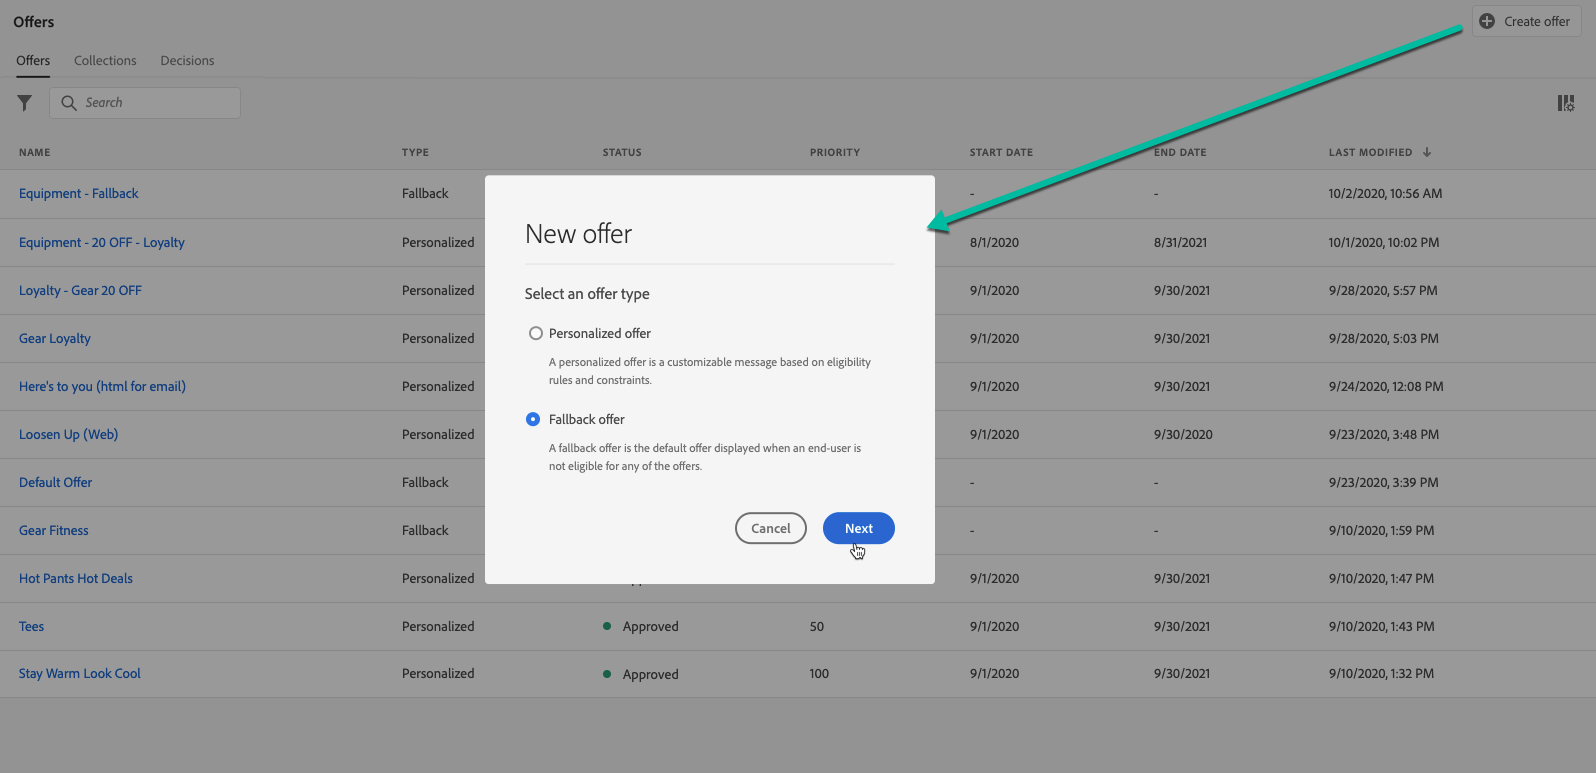 Offers
Create offer
Offers Collections Decisions
Search
NAME TYPE STATUS PRIORITY START DATE END DATE LAST MODIFIED
Equipment - Fallback Fallback - - 10/2/2020, 10:56 AM
Equipment - 20 OFF - Loyalty Personalized 8/1/2020 8/31/2021 10/1/2020, 10:02 PM
Loyalty - Gear 20 OFF Personalized 9/1/2020 9/30/2021 9/28/2020, 5:57 PM
Gear Loyalty Personalized 9/1/2020 9/30/2021 9/28/2020, 5:03 PM
Here's to you (html for email) Personalized 9/1/2020 9/30/2021 9/24/2020, 12:08 PM
Loosen Up (Web) Personalized 9/1/2020 9/30/2020 9/23/2020, 3:48 PM
Default Offer Fallback - - 9/23/2020, 3:39 PM
Gear Fitness Fallback - - 9/10/2020, 1:59 PM
Hot Pants Hot Deals Personalized 9/1/2020 9/30/2021 9/10/2020, 1:47 PM
Tees Personalized Approved 50 9/1/2020 9/30/2021 9/10/2020, 1:43 PM
Stay Warm Look Cool Personalized Approved 100 9/1/2020 9/30/2021 9/10/2020, 1:32 PM
New offer
Select an offer type
Personalized offer
A personalized offer is a customizable message based on eligibility
rules and constraints.
Fallback offer
A fallback offer is the default offer displayed when an end-user is
not eligible for any of the offers.
Cancel Next